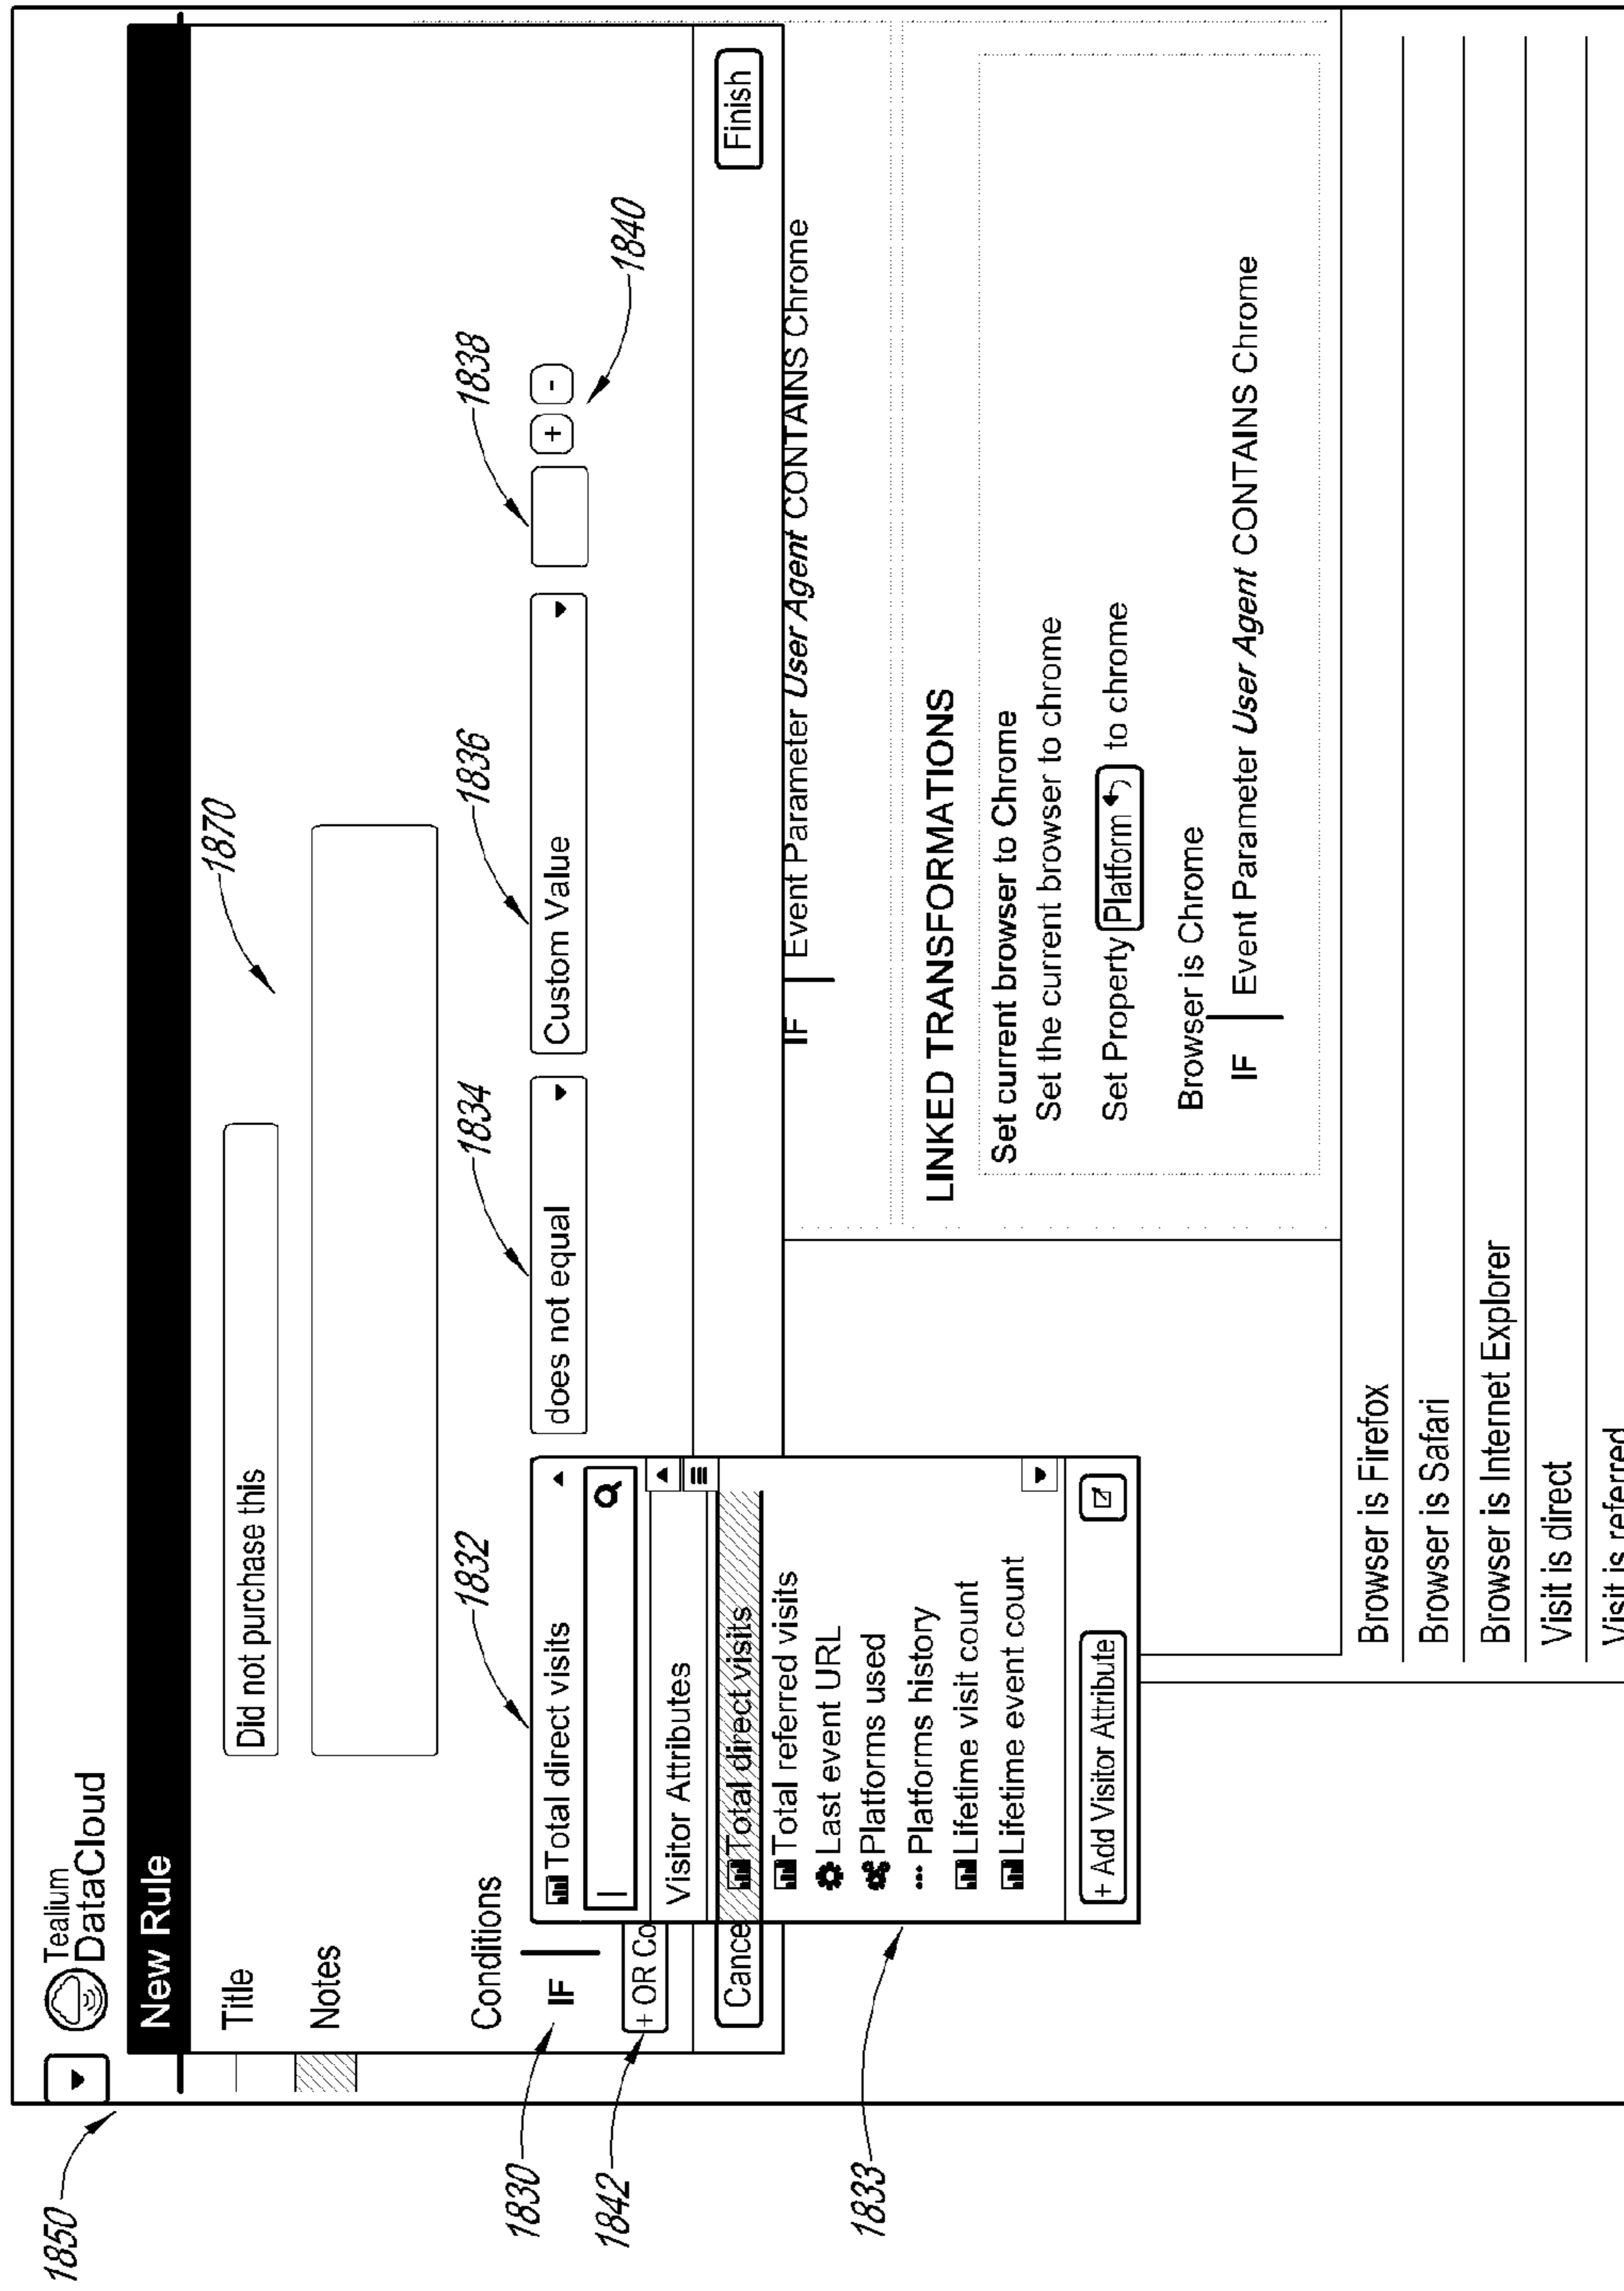 1850
Tealium
DataCloud
New Rule
1870
Title
Did not purchase this
Notes
Conditions
1832
1834
1836
1838
1830
IF
Total direct visits
does not equal
Custom Value
+
-
1840
1842
+ OR Co
Visitor Attributes
Cance
Total direct visits
Finish
Total referred visits
Last event URL
Platforms used
Platforms history
Lifetime visit count
Lifetime event count
1833
+ Add Visitor Attribute
IF Event Parameter User Agent CONTAINS Chrome
LINKED TRANSFORMATIONS
Set current browser to Chrome
Set the current browser to chrome
Set Property Platform to chrome
Browser is Chrome
IF Event Parameter User Agent CONTAINS Chrome
Browser is Firefox
Browser is Safari
Browser is Internet Explorer
Visit is direct
Visit is referred